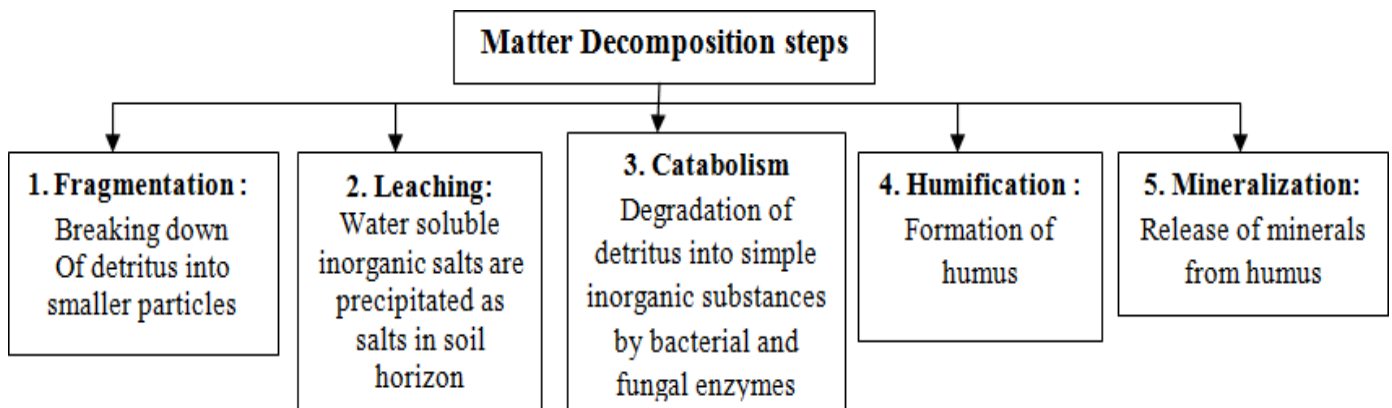 Matter Decomposition steps
1. Fragmentation :
Breaking down
Of detritus into
smaller particles
2. Leaching:
Water soluble
inorganic salts are
precipitated as
salts in soil
horizon
3. Catabolism
Degradation of
detritus into simple
inorganic substances
by bacterial and
fungal enzymes
4. Humification :
Formation of
humus
5. Mineralization:
Release of minerals
from humus